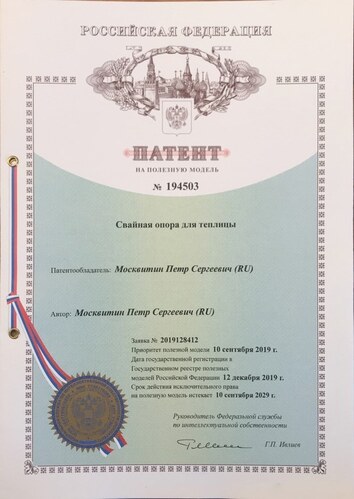 РОССИЙСКАЯ ФЕДЕРАЦИЯ
ПАТЕНТ
НА ПОЛЕЗНУЮ МОДЕЛЬ
№ 194503
Свайная опора для теплицы
Патентообладатель: Москвитин Петр Сергеевич (RU)
Автор: Москвитин Петр Сергеевич (RU)
Заявка № 2019128412
Приоритет полезной модели 10 сентября 2019 г.
Дата государственной регистрации в
Государственном реестре полезных
моделей Российской Федерации 12 декабря 2019 г.
Срок действия исключительного права
на полезную модель истекает 10 сентября 2029 г.
Руководитель Федеральной службы
по интеллектуальной собственности
Г.П. Ивлиев